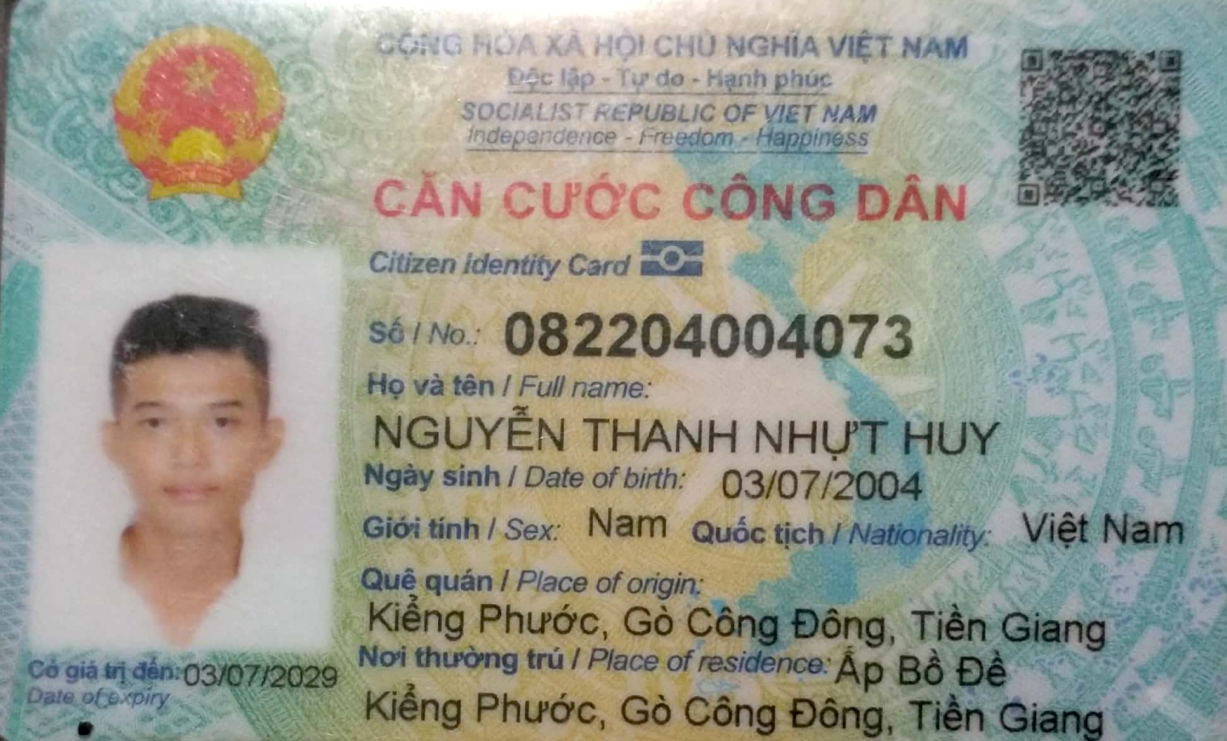 CỘNG HÒA XÃ HỘI CHỦ NGHĨA VIỆT NAM
Độc lập - Tự do - Hạnh phúc
SOCIALIST REPUBLIC OF VIET NAM
Independence - Freedom - Happiness
CĂN CƯỚC CÔNG DÂN
Citizen Identity Card
Số / No.: 082204004073
Họ và tên / Full name:
NGUYỄN THANH NHỰT HUY
Ngày sinh / Date of birth: 03/07/2004
Giới tính / Sex: Nam Quốc tịch / Nationality: Việt Nam
Quê quán / Place of origin:
Kiểng Phước, Gò Công Đông, Tiền Giang
Nơi thường trú / Place of residence: Ấp Bồ Đề
Kiểng Phước, Gò Công Đông, Tiền Giang
Có giá trị đến: 03/07/2029
Date of expiry